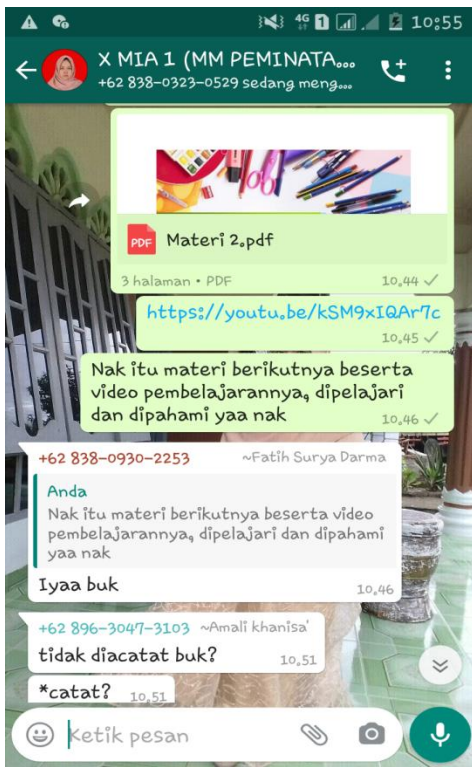 4G 1 10:55
X MIA 1 (MM PEMINATA...
+62 838-0323-0529 sedang meng...
PDF Materi 2.pdf
3 halaman • PDF 10.44
https://youtu.be/kSM9xIQAr7c
10.45
Nak itu materi berikutnya beserta
video pembelajarannya, dipelajari
dan dipahami yaa nak 10.46
+62 838-0930-2253 ~Fatih Surya Darma
Anda
Nak itu materi berikutnya beserta video
pembelajarannya, dipelajari dan dipahami
yaa nak
Iyaa buk 10.46
+62 896-3047-3103 ~Amali khanisa'
tidak diacatat buk? 10.51
*catat? 10.51
Ketik pesan